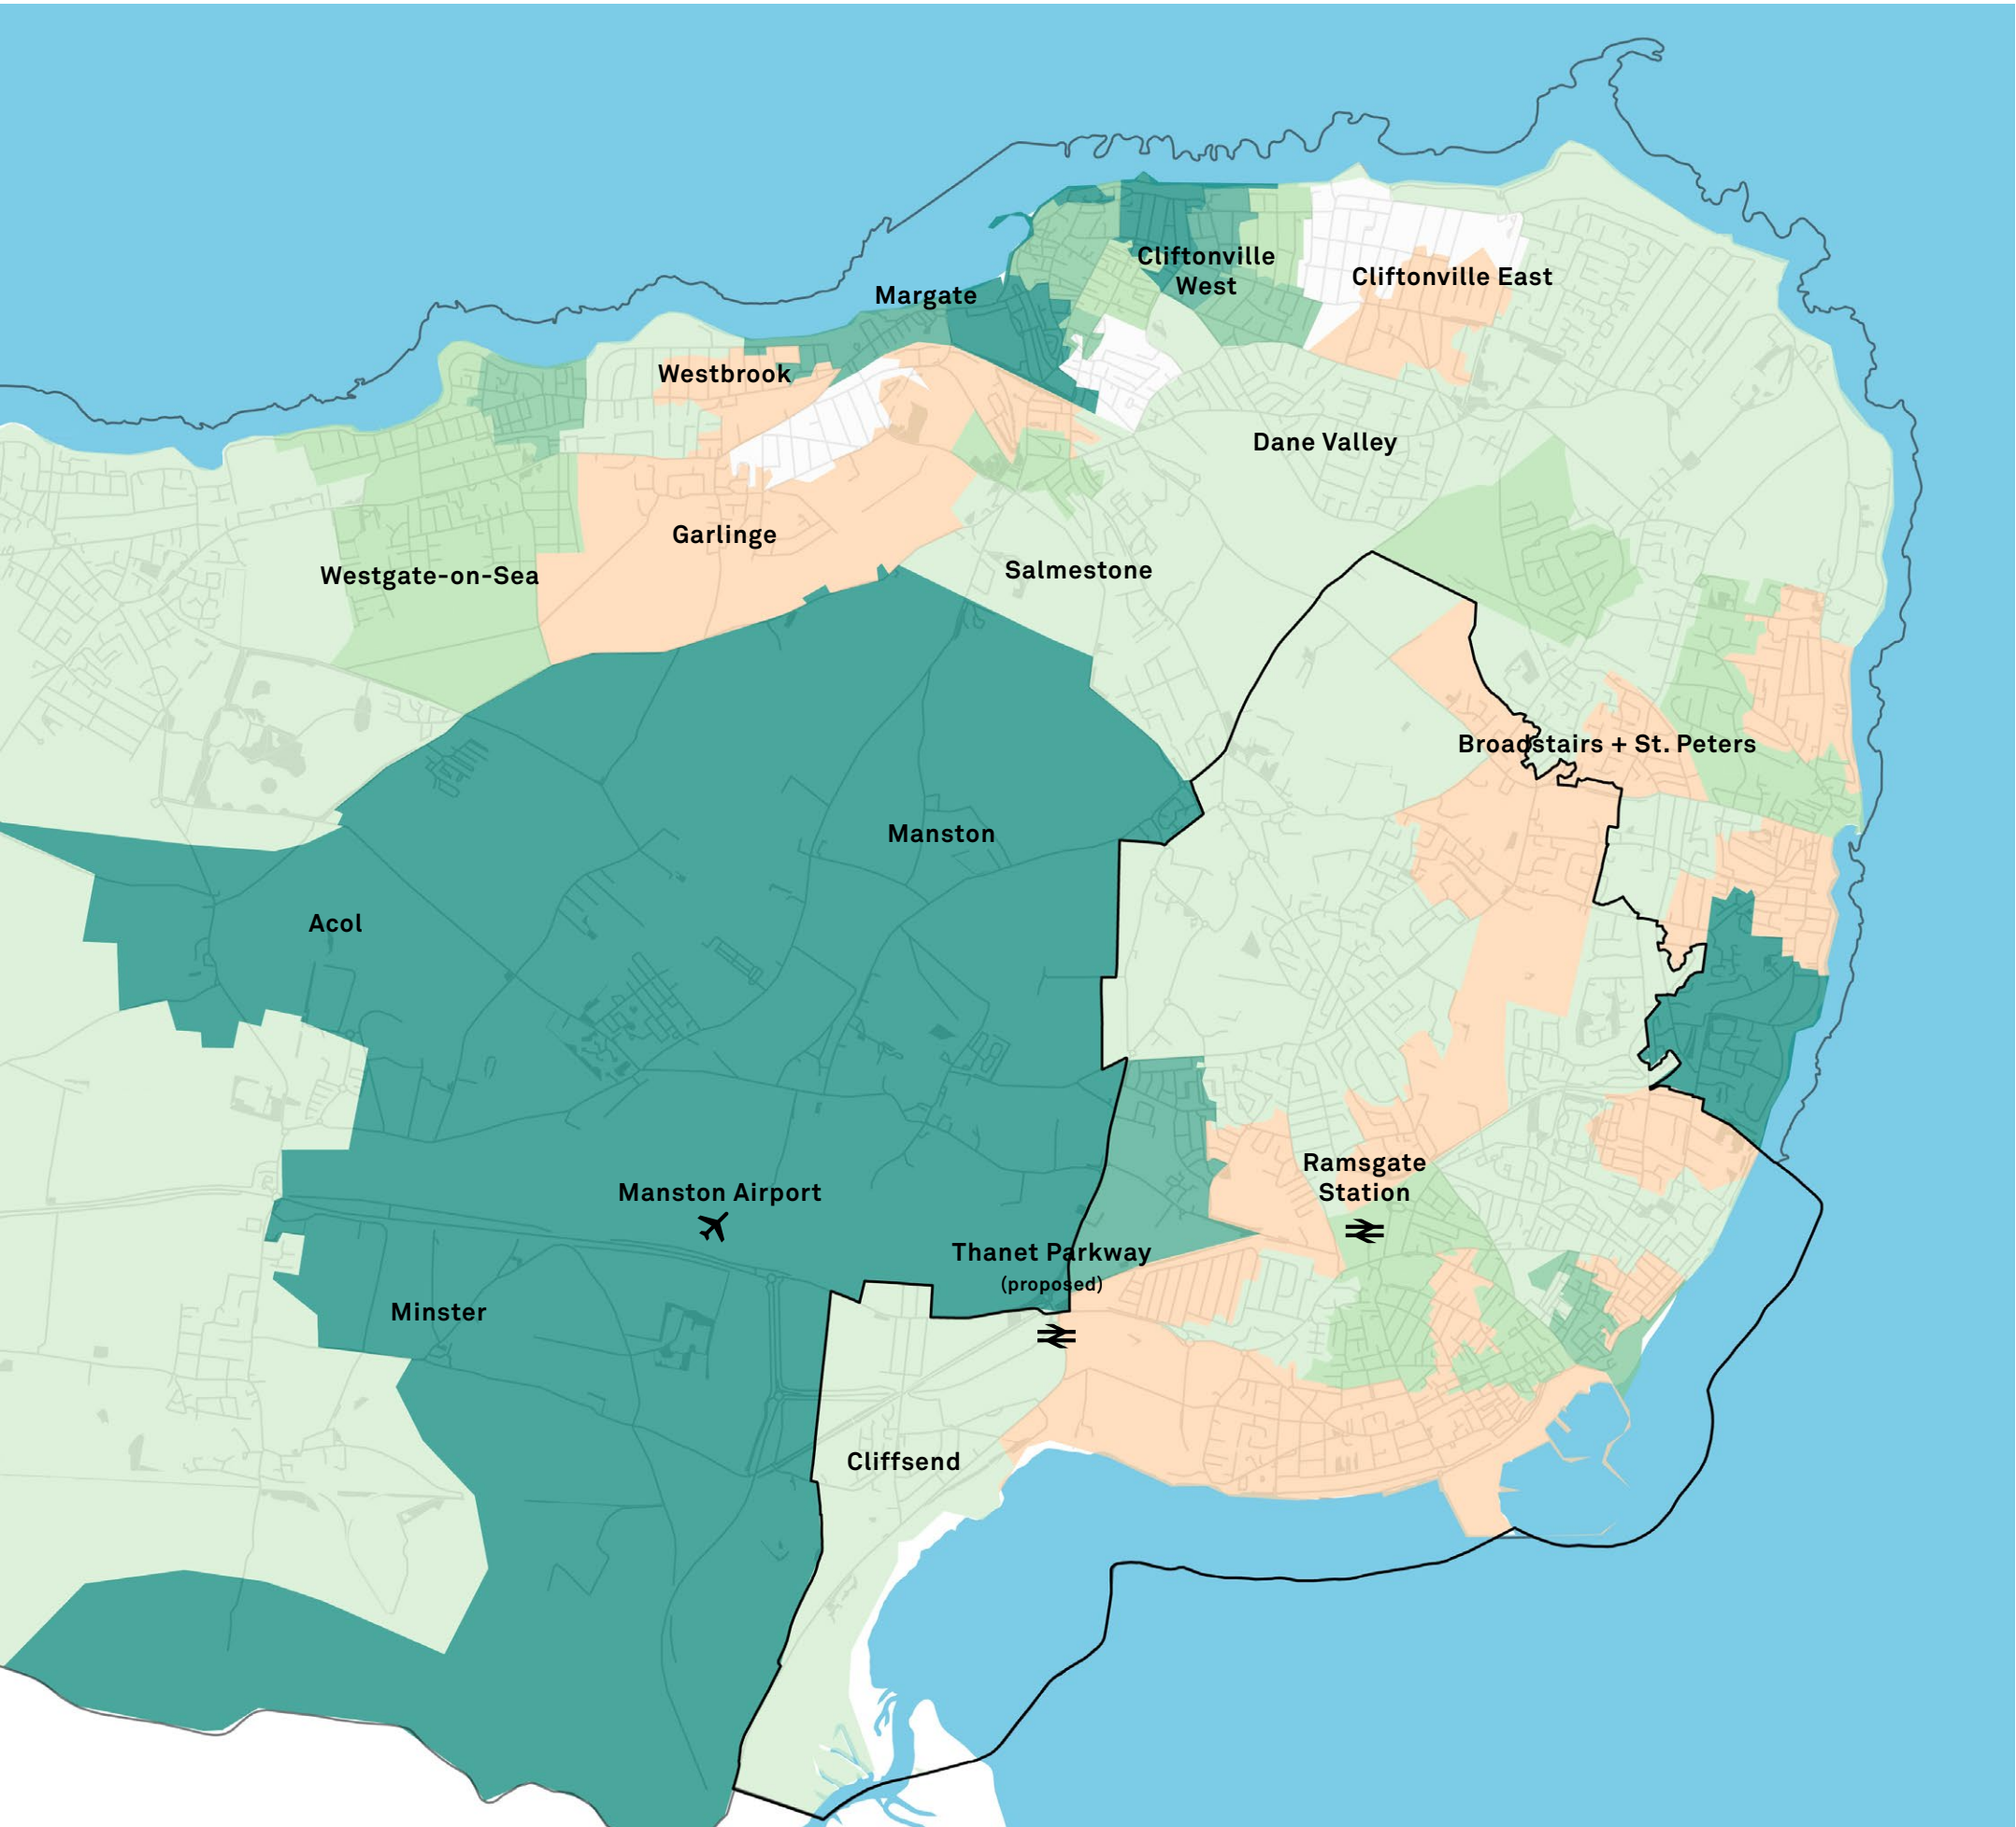 Cliftonville
West
Cliftonville East
Margate
Westbrook
Dane Valley
Garlinge
Salmestone
Westgate-on-Sea
Broadstairs + St. Peters
Manston
Acol
Ramsgate
Station
Manston Airport
Thanet Parkway
(proposed)
Minster
Cliffsend